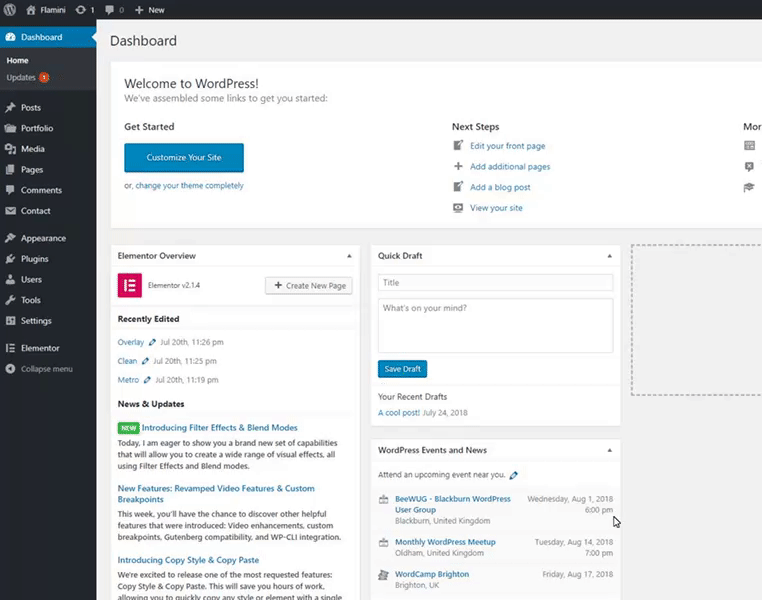 Flamini 1 0 + New
Dashboard
Home
Updates
Posts
Portfolio
Media
Pages
Comments
Contact
Appearance
Plugins
Users
Tools
Settings
Elementor
Collapse menu
Dashboard
Welcome to WordPress!
We've assembled some links to get you started:
Get Started
Customize Your Site
or, change your theme completely
Next Steps
Edit your front page
Add additional pages
Add a blog post
View your site
Mor
Elementor Overview
Elementor v2.1.4
+ Create New Page
Recently Edited
Overlay Jul 20th, 11:26 pm
Clean Jul 20th, 11:25 pm
Metro Jul 20th, 11:19 pm
News & Updates
NEW Introducing Filter Effects & Blend Modes
Today, I am eager to show you a brand new set of capabilities
that will allow you to create a wide range of visual effects, all
using Filter Effects and Blend modes.
New Features: Revamped Video Features & Custom
Breakpoints
This week, you'll have the chance to discover other helpful
features that were introduced: Video enhancements, custom
breakpoints, Gutenberg compatibility, and WP-CLI integration.
Introducing Copy Style & Copy Paste
We're excited to release one of the most requested features:
Copy Style & Copy Paste. This will save you hours of work,
allowing you to quickly copy any style or element with a single
Quick Draft
Title
What's on your mind?
Save Draft
Your Recent Drafts
A cool post! July 24, 2018
WordPress Events and News
Attend an upcoming event near you.
BeeWUG - Blackburn WordPress Wednesday, Aug 1, 2018
User Group 6:00 pm
Blackburn, United Kingdom
Monthly WordPress Meetup Tuesday, Aug 14, 2018
Oldham, United Kingdom 7:00 pm
WordCamp Brighton Friday, Aug 17, 2018
Brighton, UK